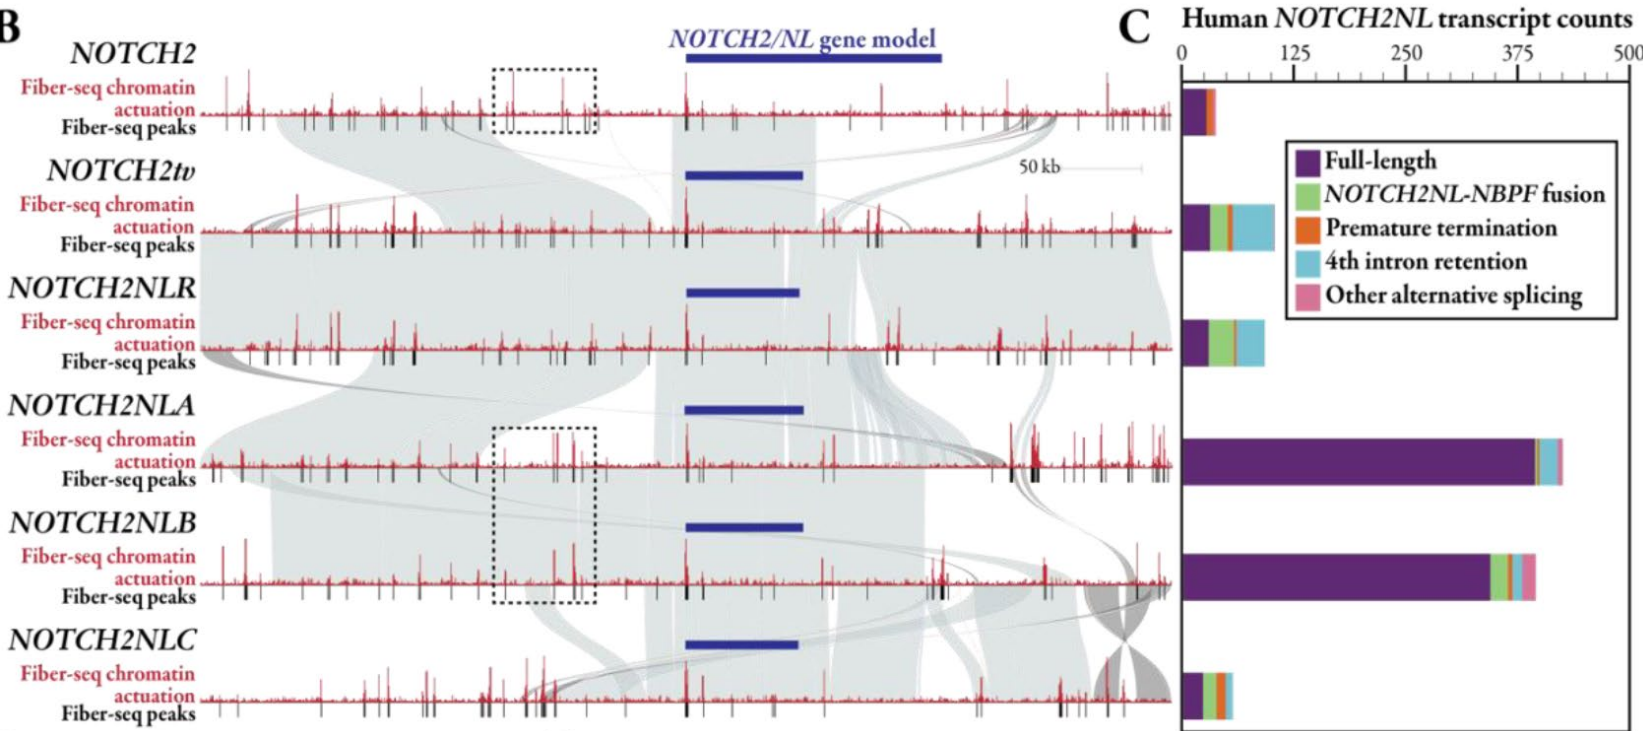 B
NOTCH2/NL gene model
NOTCH2
Fiber-seq chromatin
actuation
Fiber-seq peaks
NOTCH2tv
50 kb
Fiber-seq chromatin
actuation
Fiber-seq peaks
NOTCH2NLR
Fiber-seq chromatin
actuation
Fiber-seq peaks
NOTCH2NLA
Fiber-seq chromatin
actuation
Fiber-seq peaks
NOTCH2NLB
Fiber-seq chromatin
actuation
Fiber-seq peaks
NOTCH2NLC
Fiber-seq chromatin
actuation
Fiber-seq peaks
C
Human NOTCH2NL transcript counts
0 125 250 375 500
Full-length
NOTCH2NL-NBPF fusion
Premature termination
4th intron retention
Other alternative splicing